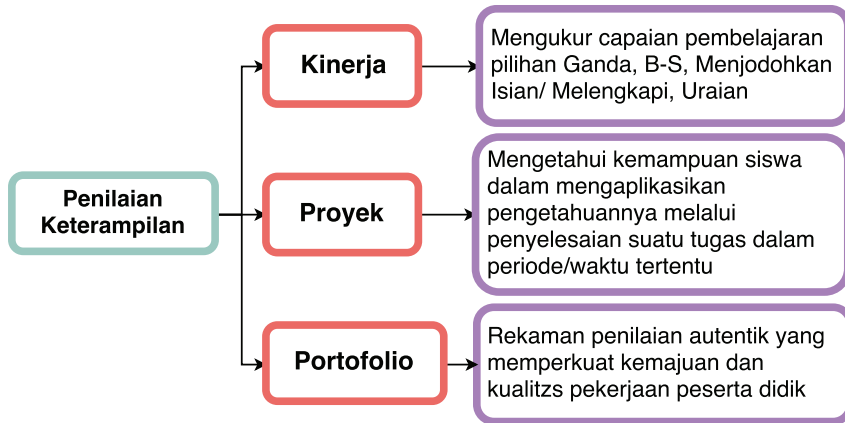 Penilaian
Keterampilan
Kinerja
Mengukur capaian pembelajaran
pilihan Ganda, B-S, Menjodohkan
Isian/ Melengkapi, Uraian
Proyek
Mengetahui kemampuan siswa
dalam mengaplikasikan
pengetahuannya melalui
penyelesaian suatu tugas dalam
periode/waktu tertentu
Portofolio
Rekaman penilaian autentik yang
memperkuat kemajuan dan
kualitzs pekerjaan peserta didik